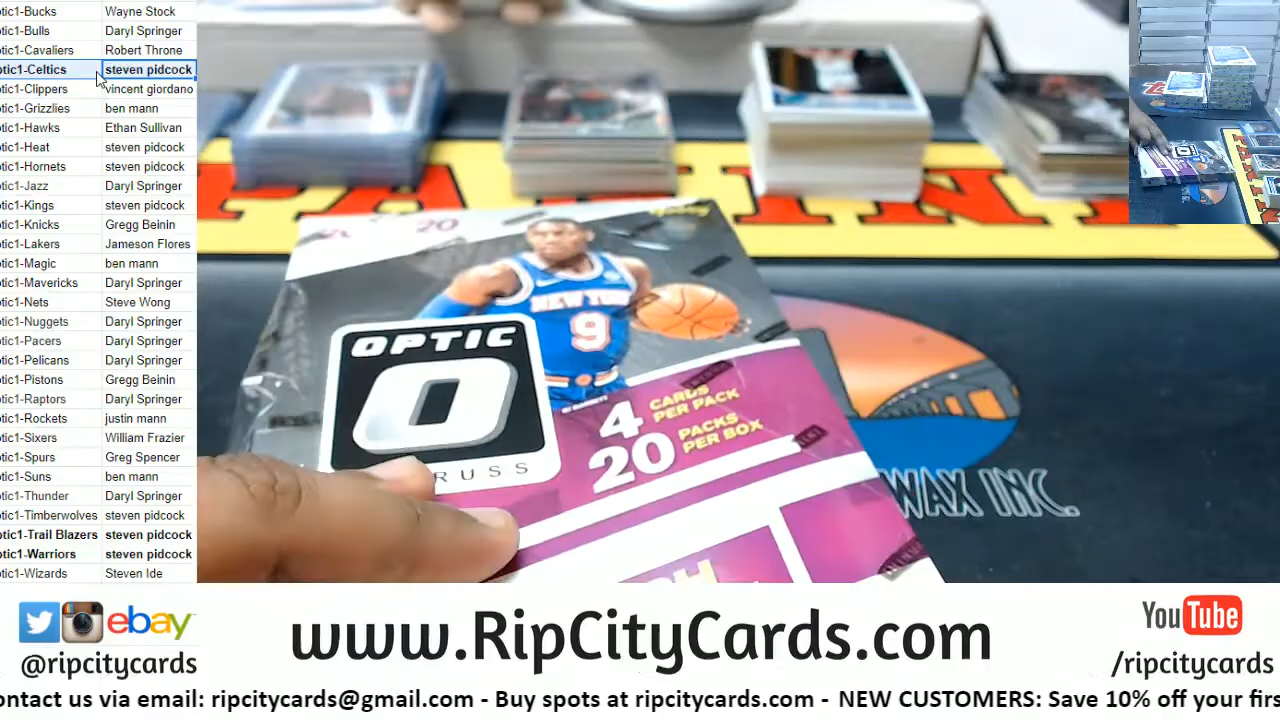 tic1-Bucks Wayne Stock
tic1-Bulls Daryl Springer
tic1-Cavaliers Robert Throne
tic1-Celtics steven pidcock
tic1-Clippers vincent giordano
tic1-Grizzlies ben mann
tic1-Hawks Ethan Sullivan
tic1-Heat steven pidcock
tic1-Hornets steven pidcock
tic1-Jazz Daryl Springer
tic1-Kings steven pidcock
tic1-Knicks Gregg Beinin
tic1-Lakers Jameson Flores
tic1-Magic ben mann
tic1-Mavericks Daryl Springer
tic1-Nets Steve Wong
tic1-Nuggets Daryl Springer
tic1-Pacers Daryl Springer
tic1-Pelicans Daryl Springer
tic1-Pistons Gregg Beinin
tic1-Raptors Daryl Springer
tic1-Rockets justin mann
tic1-Sixers William Frazier
tic1-Spurs Greg Spencer
tic1-Suns ben mann
tic1-Thunder Daryl Springer
tic1-Timberwolves steven pidcock
tic1-Trail Blazers steven pidcock
tic1-Warriors steven pidcock
tic1-Wizards Steven Ide
20
NEW YORK
9
OPTIC
O
RUSS
4 CARDS PER PACK
20 PACKS PER BOX
WAX INC.
ebay
@ripcitycards
www.RipCityCards.com
YouTube
/ripcitycards
ontact us via email: ripcitycards@gmail.com - Buy spots at ripcitycards.com - NEW CUSTOMERS: Save 10% off your firs